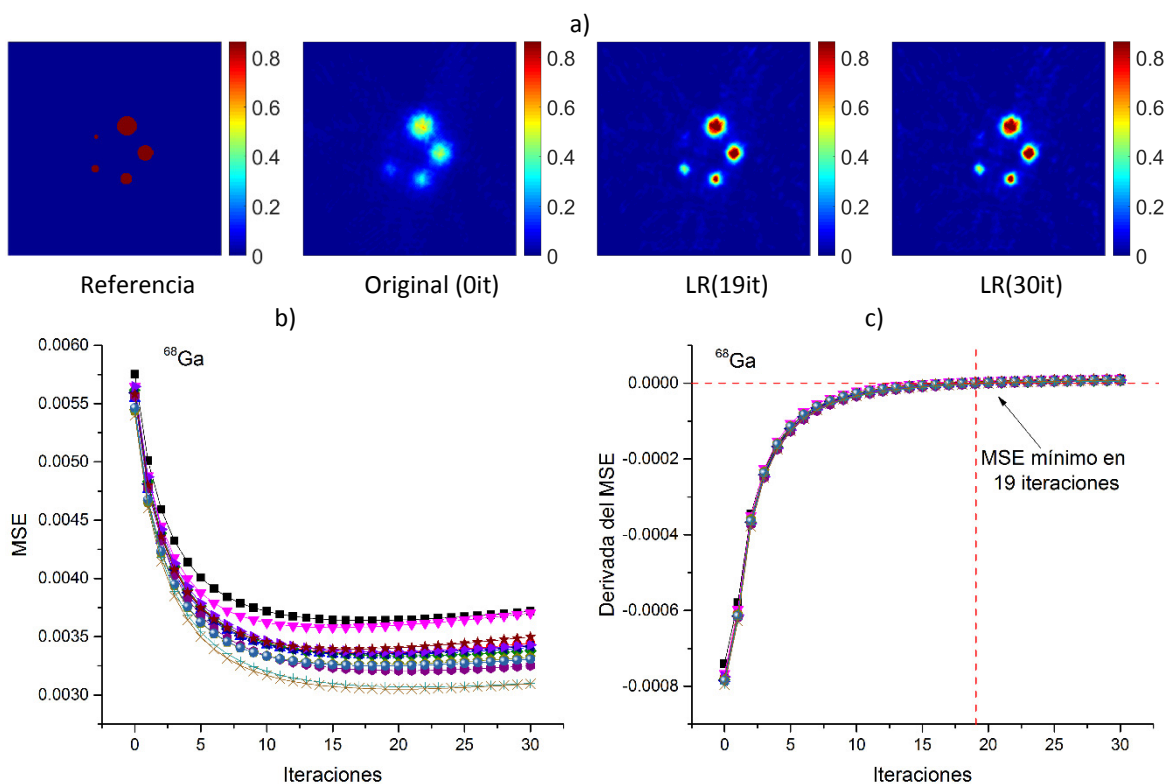 a)
0.8
0.6
0.4
0.2
0
0.8
0.6
0.4
0.2
0
0.8
0.6
0.4
0.2
0
0.8
0.6
0.4
0.2
0
Referencia
Original (0it)
LR(19it)
LR(30it)
b)
68Ga
MSE
0.0060
0.0055
0.0050
0.0045
0.0040
0.0035
0.0030
0 5 10 15 20 25 30
Iteraciones
c)
68Ga
Derivada del MSE
0.0000
-0.0002
-0.0004
-0.0006
-0.0008
MSE mínimo en
19 iteraciones
0 5 10 15 20 25 30
Iteraciones